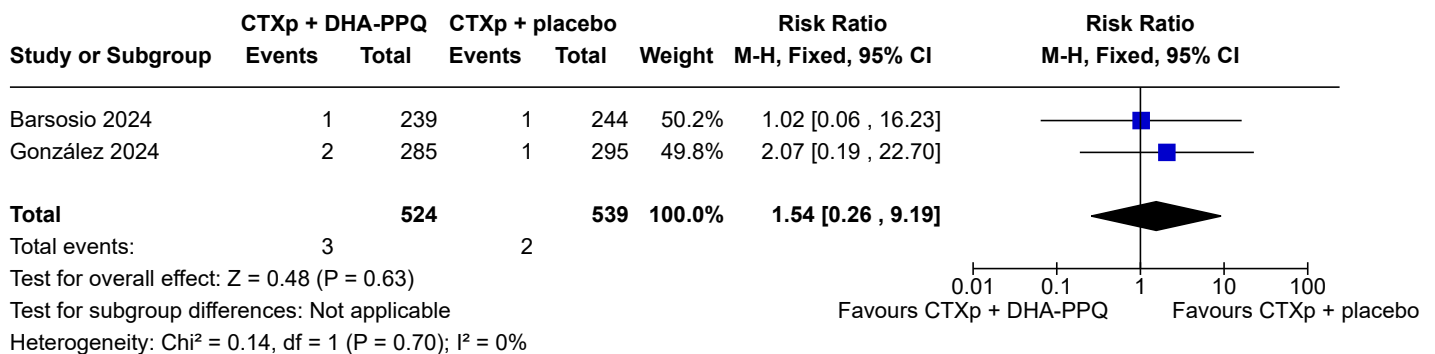 CTXp + DHA-PPQ CTXp + placebo Risk Ratio Risk Ratio
Study or Subgroup Events Total Events Total Weight M-H, Fixed, 95% CI M-H, Fixed, 95% CI
Barsosio 2024 1 239 1 244 50.2% 1.02 [0.06 , 16.23]
González 2024 2 285 1 295 49.8% 2.07 [0.19 , 22.70]
Total 524 539 100.0% 1.54 [0.26 , 9.19]
Total events: 3 2
Test for overall effect: Z = 0.48 (P = 0.63)
0.01 0.1 1 10 100
Test for subgroup differences: Not applicable Favours CTXp + DHA-PPQ Favours CTXp + placebo
Heterogeneity: Chi² = 0.14, df = 1 (P = 0.70); I² = 0%